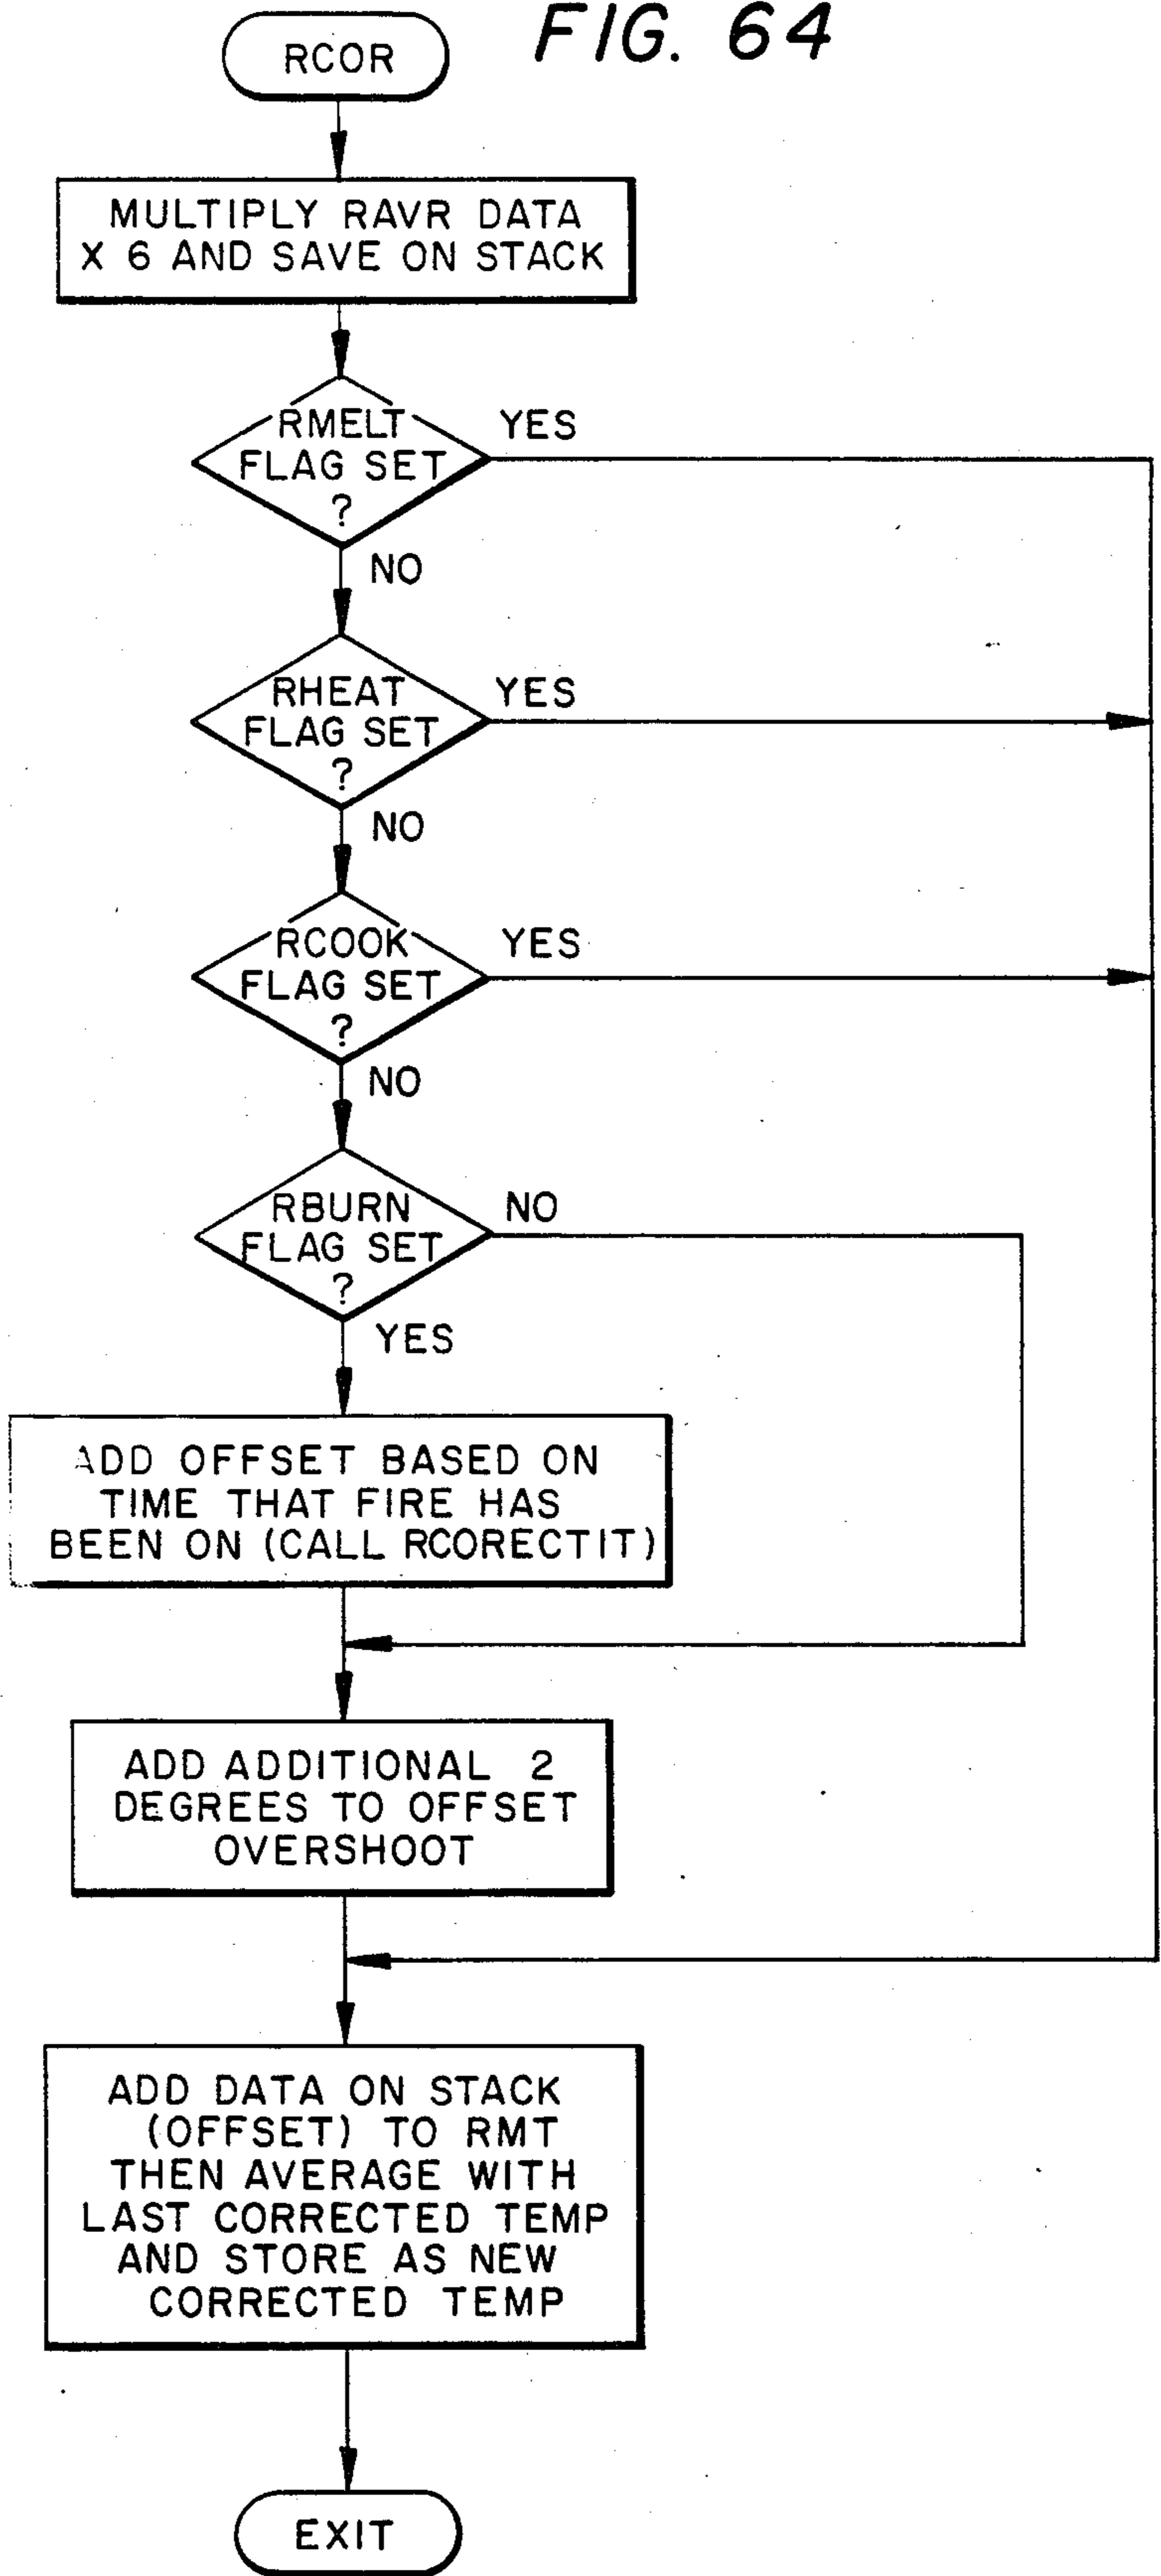 FIG. 64
RCOR
MULTIPLY RAVR DATA
X 6 AND SAVE ON STACK
RMELT
FLAG SET
?
YES
NO
RHEAT
FLAG SET
?
YES
NO
RCOOK
FLAG SET
?
YES
NO
RBURN
FLAG SET
?
NO
YES
ADD OFFSET BASED ON
TIME THAT FIRE HAS
BEEN ON (CALL RCORECTIT)
ADD ADDITIONAL 2
DEGREES TO OFFSET
OVERSHOOT
ADD DATA ON STACK
(OFFSET) TO RMT
THEN AVERAGE WITH
LAST CORRECTED TEMP
AND STORE AS NEW
CORRECTED TEMP
EXIT